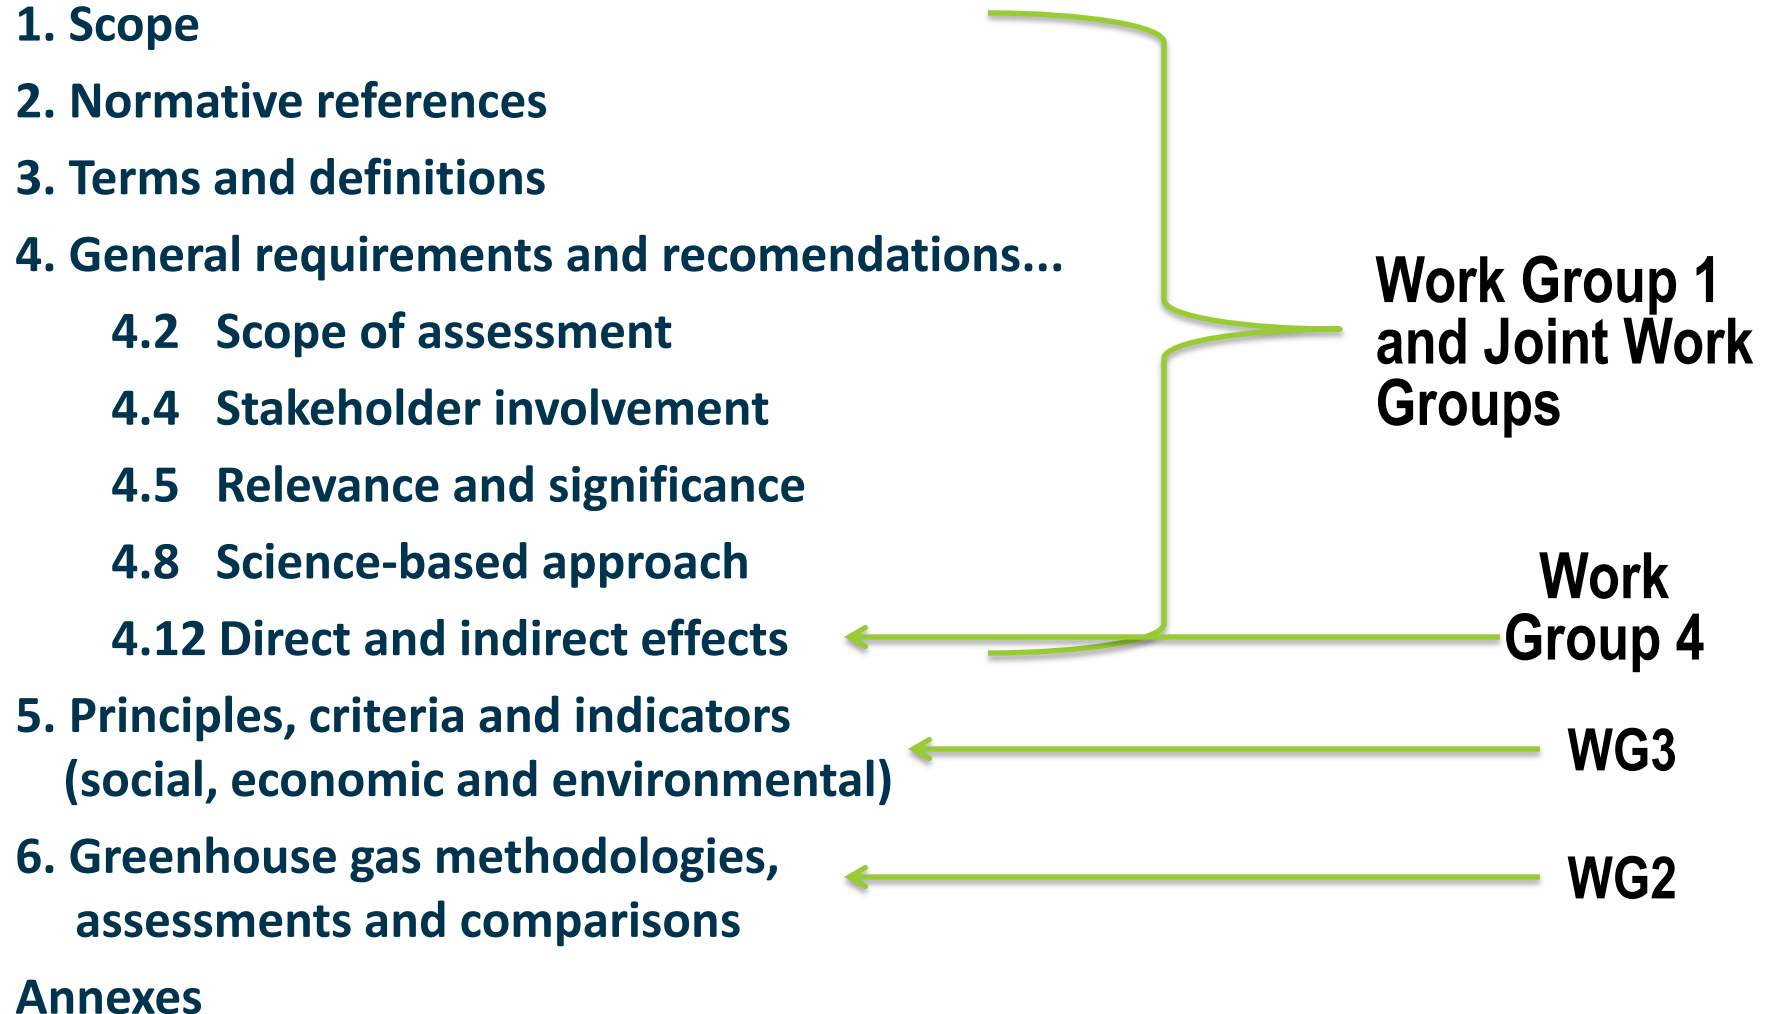 1. Scope
2. Normative references
3. Terms and definitions
4. General requirements and recomendations...
4.2 Scope of assessment
4.4 Stakeholder involvement
4.5 Relevance and significance
4.8 Science-based approach
4.12 Direct and indirect effects
5. Principles, criteria and indicators
(social, economic and environmental)
6. Greenhouse gas methodologies,
assessments and comparisons
Annexes
Work Group 1
and Joint Work
Groups
Work
Group 4
WG3
WG2